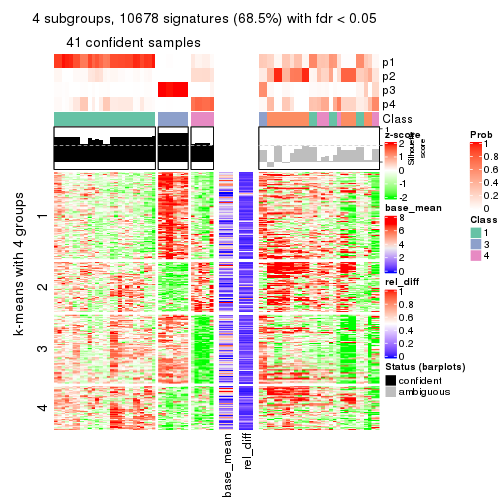 4 subgroups, 10678 signatures (68.5%) with fdr < 0.05
41 confident samples
p1
p2
p3
p4
Class
1
Silhouette
score
z-score
2
1
0
-1
-2
base_mean
8
6
4
2
0
rel_diff
1
0.8
0.6
0.4
0.2
0
Status (barplots)
confident
ambiguous
Prob
1
0.8
0.6
0.4
0.2
0
Class
1
3
4
k-means with 4 groups
1
2
3
4
base_mean
rel_diff